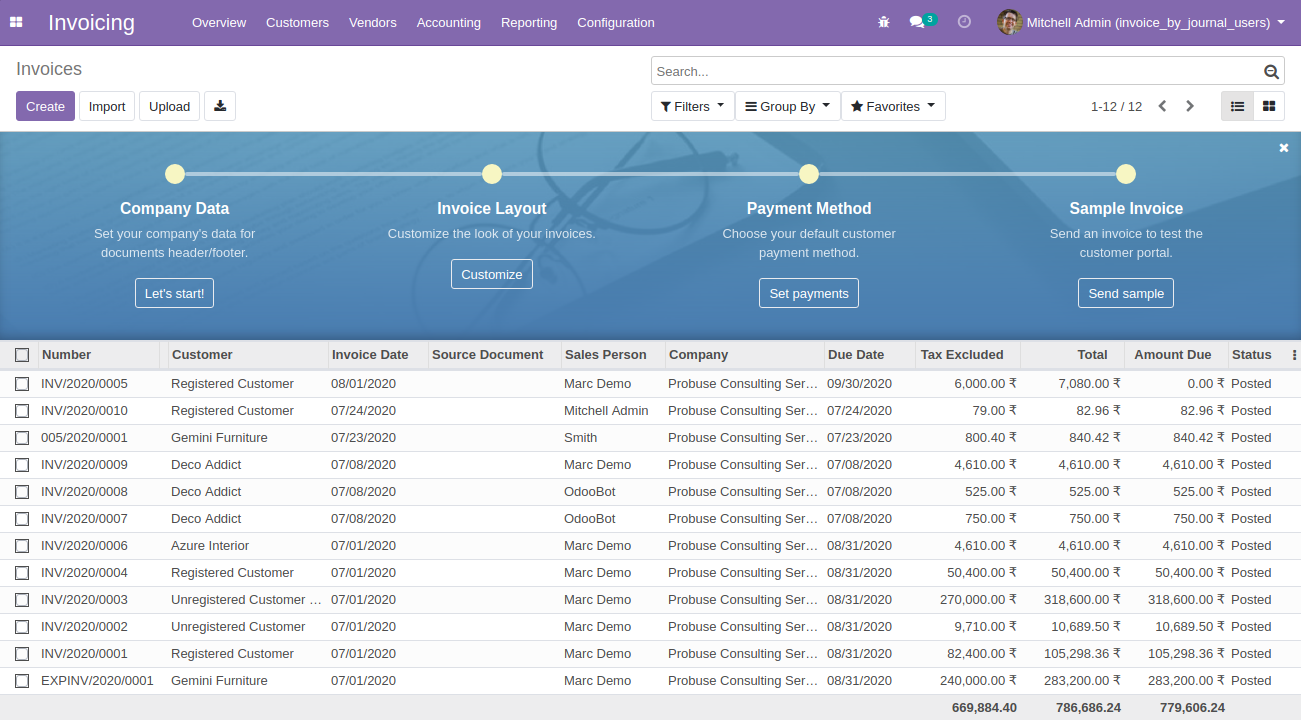 Invoicing Overview Customers Vendors Accounting Reporting Configuration 3 Mitchell Admin (invoice_by_journal_users)
Invoices
Search...
Create Import Upload
Filters Group By Favorites 1-12 / 12
Company Data Invoice Layout Payment Method Sample Invoice
Set your company's data for Customize the look of your invoices. Choose your default customer Send an invoice to test the
documents header/footer. payment method. customer portal.
Customize
Let's start! Set payments Send sample
Number Customer Invoice Date Source Document Sales Person Company Due Date Tax Excluded Total Amount Due Status
INV/2020/0005 Registered Customer 08/01/2020 Marc Demo Probuse Consulting Ser… 09/30/2020 6,000.00 ₹ 7,080.00 ₹ 0.00 ₹ Posted
INV/2020/0010 Registered Customer 07/24/2020 Mitchell Admin Probuse Consulting Ser… 07/24/2020 79.00 ₹ 82.96 ₹ 82.96 ₹ Posted
005/2020/0001 Gemini Furniture 07/23/2020 Smith Probuse Consulting Ser… 07/23/2020 800.40 ₹ 840.42 ₹ 840.42 ₹ Posted
INV/2020/0009 Deco Addict 07/08/2020 Marc Demo Probuse Consulting Ser… 07/08/2020 4,610.00 ₹ 4,610.00 ₹ 4,610.00 ₹ Posted
INV/2020/0008 Deco Addict 07/08/2020 OdooBot Probuse Consulting Ser… 07/08/2020 525.00 ₹ 525.00 ₹ 525.00 ₹ Posted
INV/2020/0007 Deco Addict 07/08/2020 OdooBot Probuse Consulting Ser… 07/08/2020 750.00 ₹ 750.00 ₹ 750.00 ₹ Posted
INV/2020/0006 Azure Interior 07/01/2020 Marc Demo Probuse Consulting Ser… 08/31/2020 4,610.00 ₹ 4,610.00 ₹ 4,610.00 ₹ Posted
INV/2020/0004 Registered Customer 07/01/2020 Marc Demo Probuse Consulting Ser… 08/31/2020 50,400.00 ₹ 50,400.00 ₹ 50,400.00 ₹ Posted
INV/2020/0003 Unregistered Customer … 07/01/2020 Marc Demo Probuse Consulting Ser… 08/31/2020 270,000.00 ₹ 318,600.00 ₹ 318,600.00 ₹ Posted
INV/2020/0002 Unregistered Customer 07/01/2020 Marc Demo Probuse Consulting Ser… 08/31/2020 9,710.00 ₹ 10,689.50 ₹ 10,689.50 ₹ Posted
INV/2020/0001 Registered Customer 07/01/2020 Marc Demo Probuse Consulting Ser… 08/31/2020 82,400.00 ₹ 105,298.36 ₹ 105,298.36 ₹ Posted
EXPINV/2020/0001 Gemini Furniture 07/01/2020 Marc Demo Probuse Consulting Ser… 08/31/2020 240,000.00 ₹ 283,200.00 ₹ 283,200.00 ₹ Posted
669,884.40 786,686.24 779,606.24